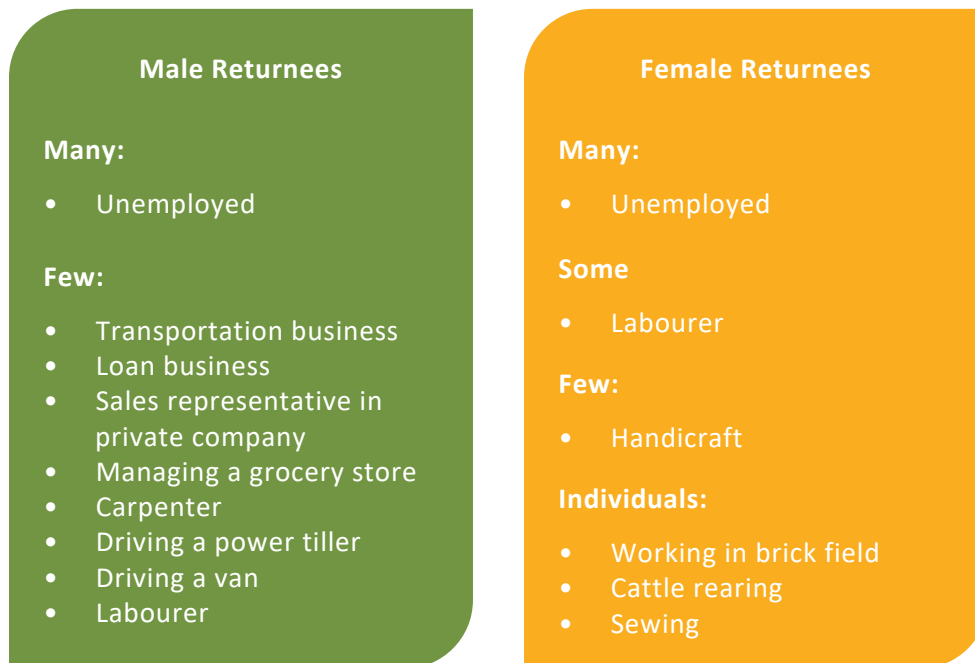 Male Returnees
Many:
• Unemployed
Few:
• Transportation business
• Loan business
• Sales representative in
private company
• Managing a grocery store
• Carpenter
• Driving a power tiller
• Driving a van
• Labourer
Female Returnees
Many:
• Unemployed
Some
• Labourer
Few:
• Handicraft
Individuals:
• Working in brick field
• Cattle rearing
• Sewing